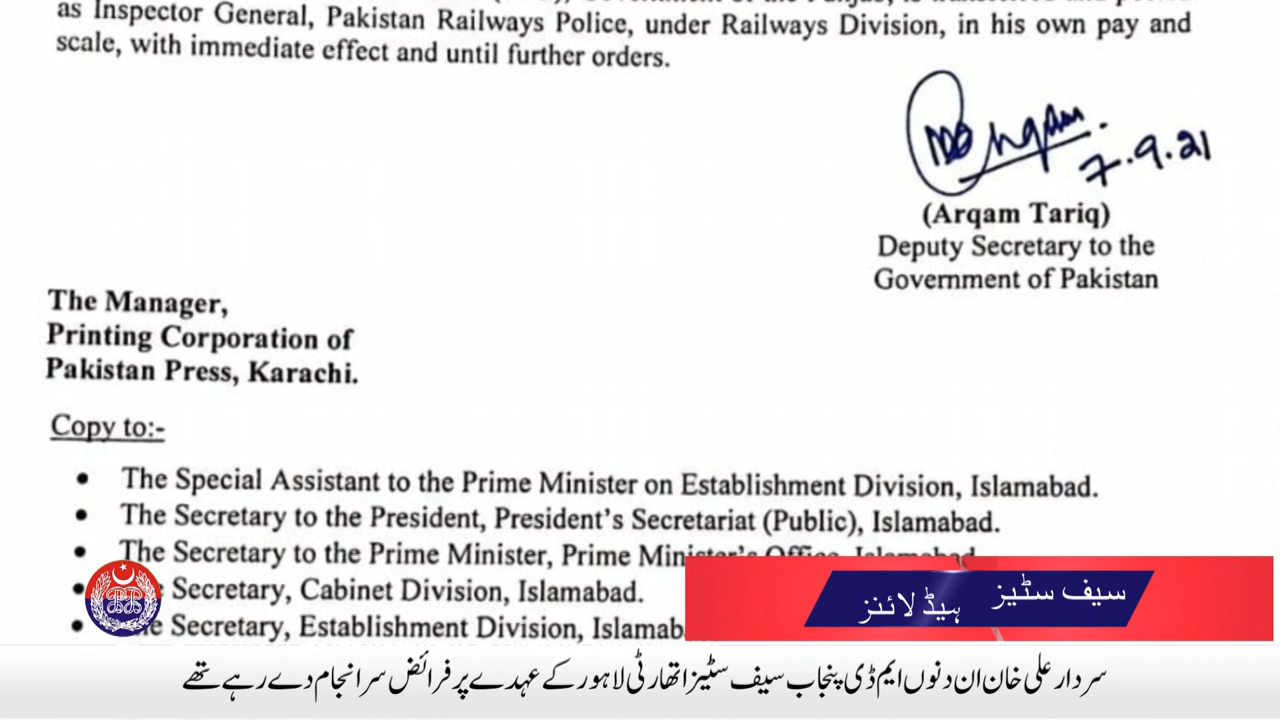 as Inspector General, Pakistan Railways Police, under Railways Division, in his own pay and
scale, with immediate effect and until further orders.
7.9.21
(Arqam Tariq)
Deputy Secretary to the
Government of Pakistan
The Manager,
Printing Corporation of
Pakistan Press, Karachi.
Copy to:-
• The Special Assistant to the Prime Minister on Establishment Division, Islamabad.
• The Secretary to the President, President's Secretariat (Public), Islamabad.
• The Secretary to the Prime Minister, Prime Minister's Office, Islamabad.
• Secretary, Cabinet Division, Islamabad.
• Secretary, Establishment Division,
سیف سٹیز ہیڈ لائنز
سردار علی خان ان دنوں ایم ڈی پنجاب سیف سٹیز اتھارٹی لاہور کے عہدے پر فرائض سرانجام دے رہے تھے